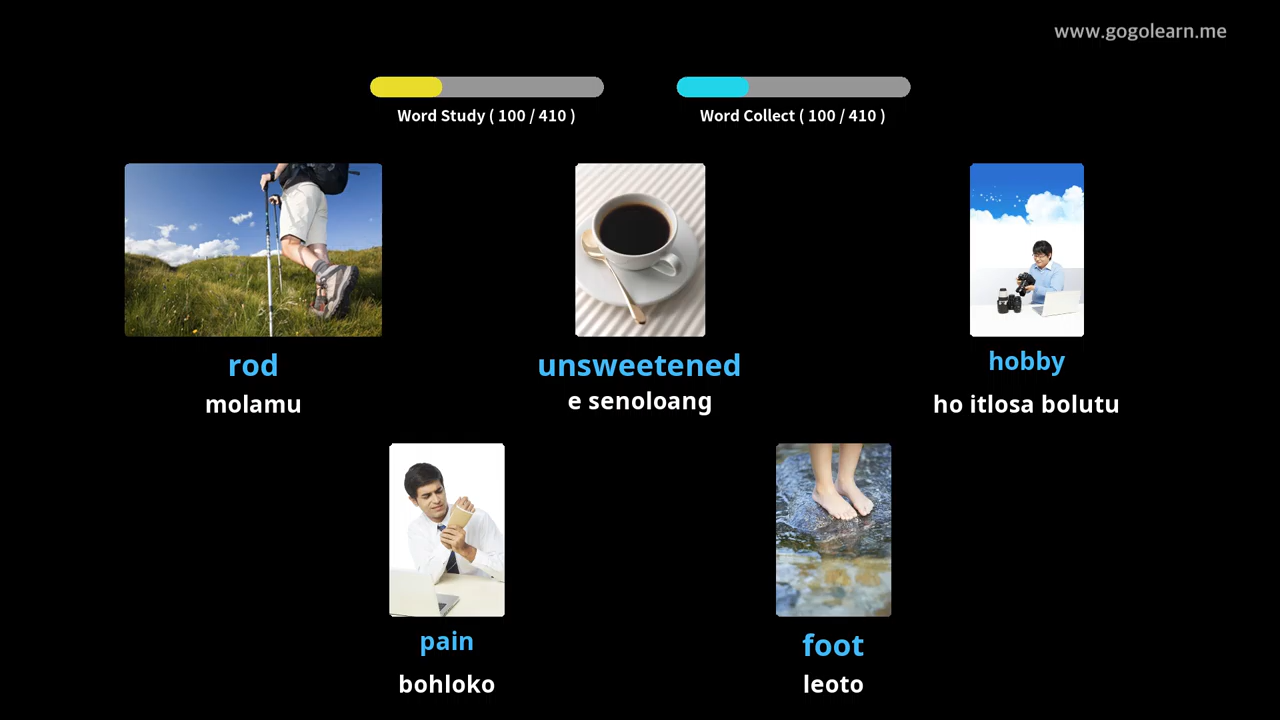 www.gogolearn.me
Word Study ( 100 / 410 )
Word Collect ( 100 / 410 )
rod
molamu
unsweetened
e senoloang
hobby
ho itlosa bolutu
pain
bohloko
foot
leoto